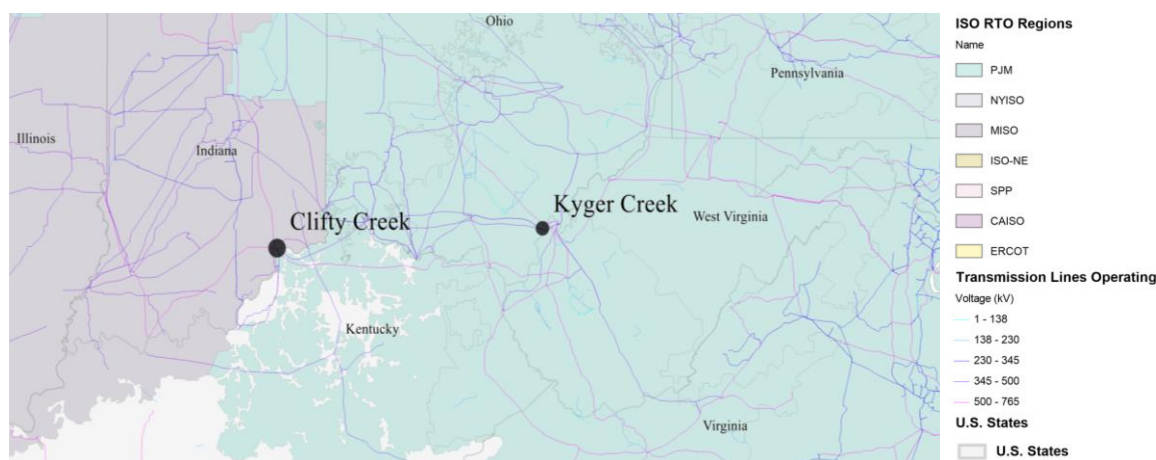 Ohio
Pennsylvania
Illinois
Indiana
Clifty Creek
Kyger Creek
West Virginia
Kentucky
Virginia
ISO RTO Regions
Name
PJM
NYISO
MISO
ISO-NE
SPP
CAISO
ERCOT
Transmission Lines Operating
Voltage (kV)
1 - 138
138 - 230
230 - 345
345 - 500
500 - 765
U.S. States
U.S. States